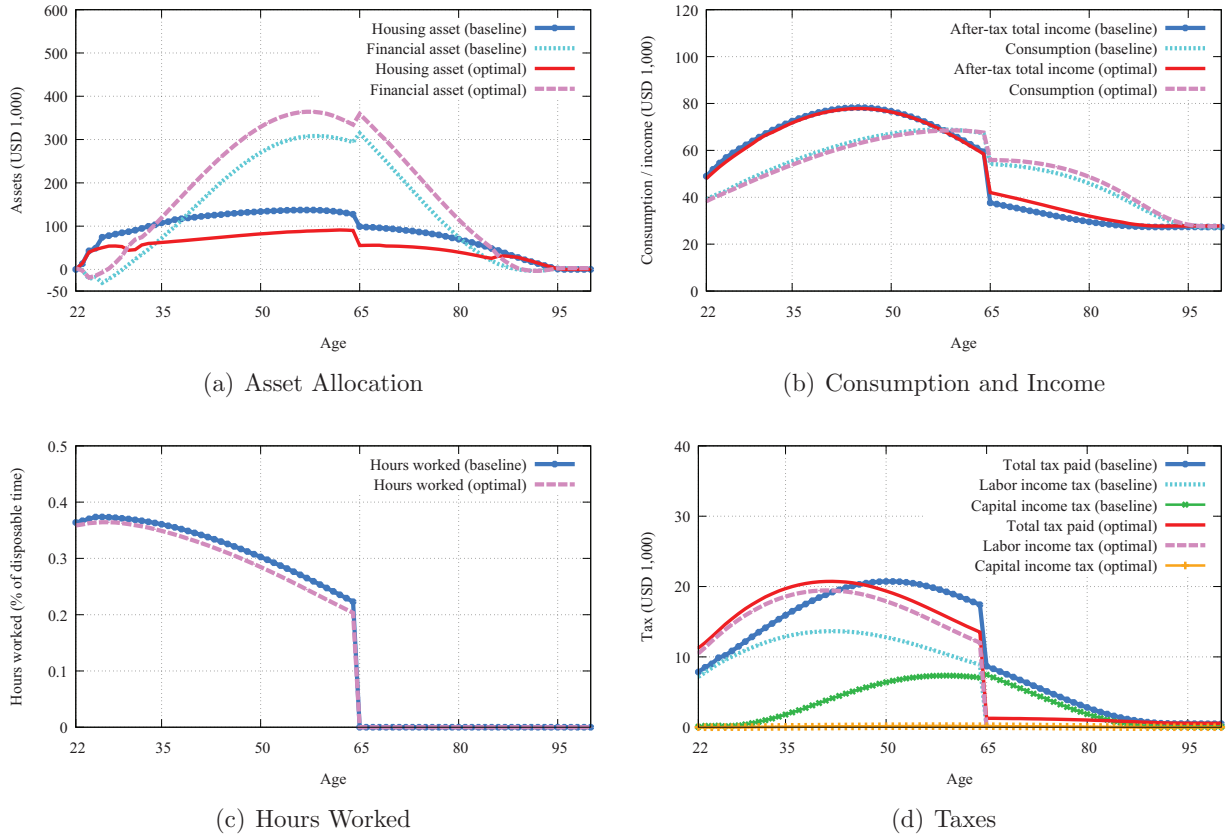 Assets (USD 1,000)
600
500
400
300
200
100
0
-50
Housing asset (baseline)
Financial asset (baseline)
Housing asset (optimal)
Financial asset (optimal)
22
35
50
65
80
95
Age
(a) Asset Allocation
Consumption / income (USD 1,000)
120
100
80
60
40
20
0
After-tax total income (baseline)
Consumption (baseline)
After-tax total income (optimal)
Consumption (optimal)
22
35
50
65
80
95
Age
(b) Consumption and Income
Hours worked (% of disposable time)
0.5
0.4
0.3
0.2
0.1
0
Hours worked (baseline)
Hours worked (optimal)
22
35
50
65
80
95
Age
(c) Hours Worked
Tax (USD 1,000)
40
30
20
10
0
Total tax paid (baseline)
Labor income tax (baseline)
Capital income tax (baseline)
Total tax paid (optimal)
Labor income tax (optimal)
Capital income tax (optimal)
22
35
50
65
80
95
Age
(d) Taxes